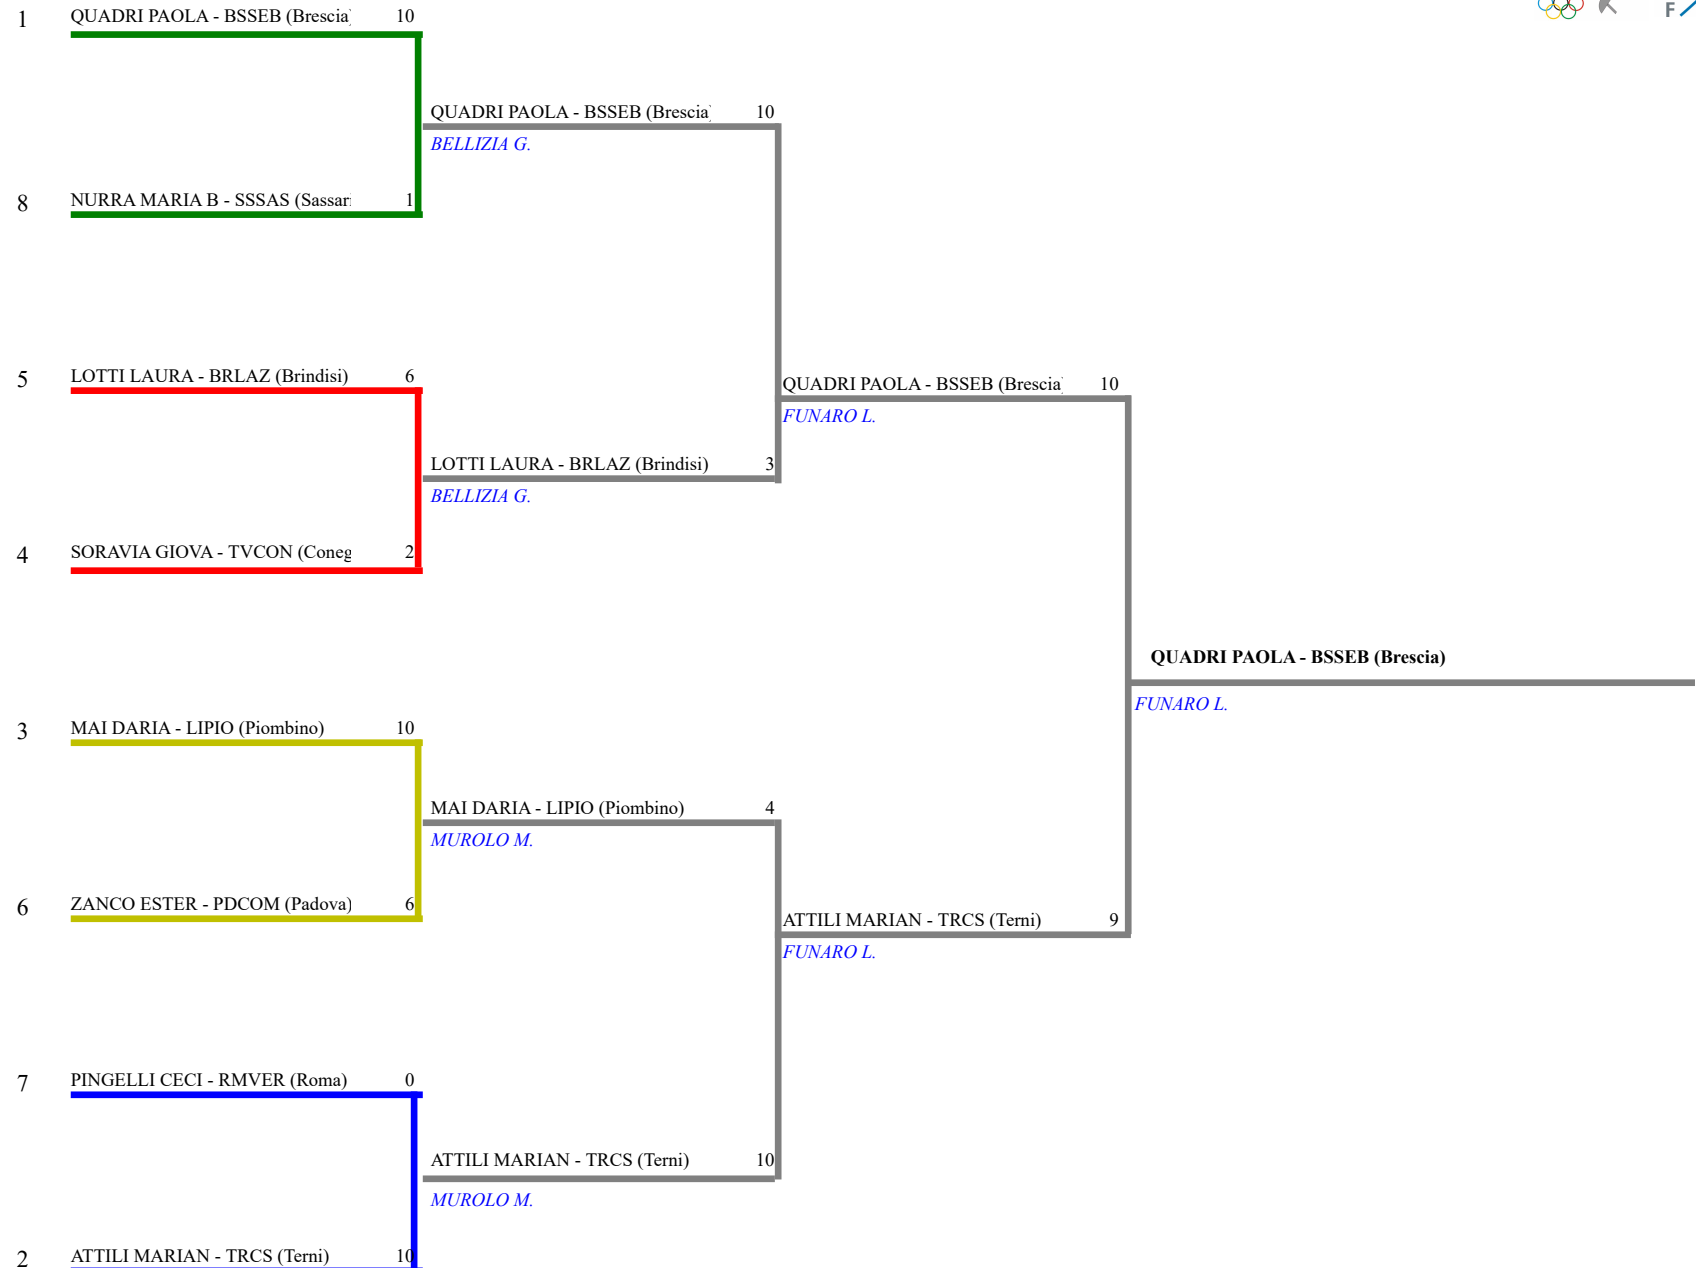 F
1 QUADRI PAOLA - BSSEB (Brescia) 10
QUADRI PAOLA - BSSEB (Brescia) 10
BELLIZIA G.
8 NURRA MARIA B - SSSAS (Sassari 1
5 LOTTI LAURA - BRLAZ (Brindisi) 6
QUADRI PAOLA - BSSEB (Brescia 10
FUNARO L.
LOTTI LAURA - BRLAZ (Brindisi) 3
BELLIZIA G.
4 SORAVIA GIOVA - TVCON (Coneg 2
QUADRI PAOLA - BSSEB (Brescia)
FUNARO L.
3 MAI DARIA - LIPIO (Piombino) 10
MAI DARIA - LIPIO (Piombino) 4
MUROLO M.
6 ZANCO ESTER - PDCOM (Padova) 6
ATTILI MARIAN - TRCS (Terni) 9
FUNARO L.
7 PINGELLI CECI - RMVER (Roma) 0
ATTILI MARIAN - TRCS (Terni) 10
MUROLO M.
2 ATTILI MARIAN - TRCS (Terni) 10